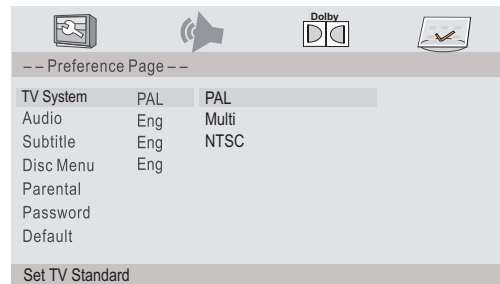 Dolby
-- Preference Page --
TV System PAL PAL
Audio Eng Multi
Subtitle Eng NTSC
Disc Menu Eng
Parental
Password
Default
Set TV Standard